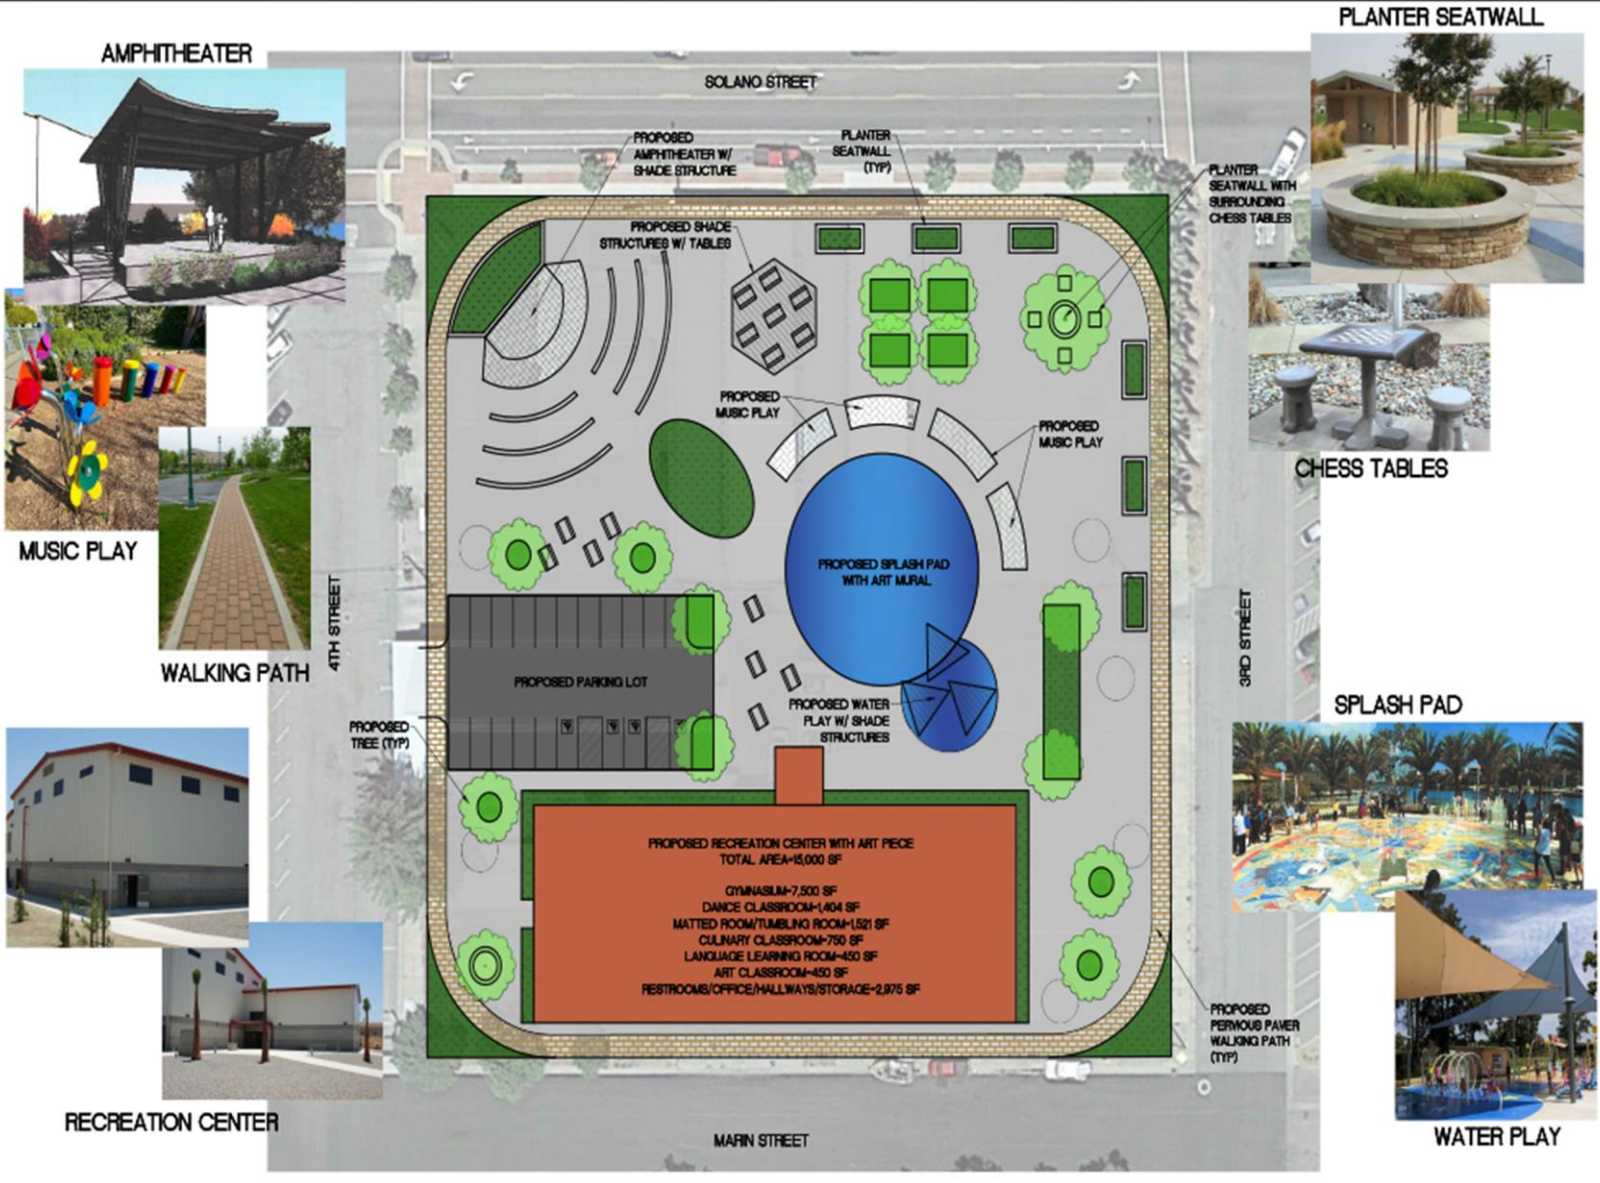 PLANTER SEATWALL
AMPHITHEATER
SOLANO STREET
PROPOSED
AMPHITHEATER W/
SHADE STRUCTURE
PLANTER
SEATWALL
(TYP)
PLANTER
SEATWALL WITH
SURROUNDING
CHESS TABLES
PROPOSED SHADE
STRUCTURES W/ TABLES
PROPOSED
MUSIC PLAY
PROPOSED
MUSIC PLAY
CHESS TABLES
MUSIC PLAY
PROPOSED SPLASH PAD
WITH ART MURAL
4TH STREET
3RD STREET
WALKING PATH
PROPOSED PARKING LOT
PROPOSED WATER
PLAY W/ SHADE
STRUCTURES
SPLASH PAD
PROPOSED
TREE (TYP)
PROPOSED RECREATION CENTER WITH ART PIECE
TOTAL AREA=15,000 SF
GYMNASIUM=7,500 SF
DANCE CLASSROOM=1,404 SF
MATTED ROOM/TUMBLING ROOM=1,521 SF
CULINARY CLASSROOM=750 SF
LANGUAGE LEARNING ROOM=450 SF
ART CLASSROOM=450 SF
RESTROOMS/OFFICE/HALLWAYS/STORAGE=2,975 SF
PROPOSED
PERVIOUS PAVER
WALKING PATH
(TYP)
RECREATION CENTER
MARIN STREET
WATER PLAY